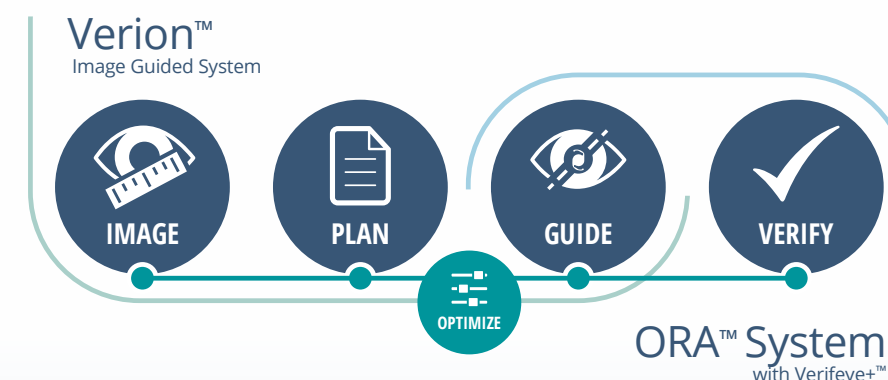 Verion™
Image Guided System
IMAGE
PLAN
GUIDE
VERIFY
OPTIMIZE
ORA™ System
with Verifeye+™